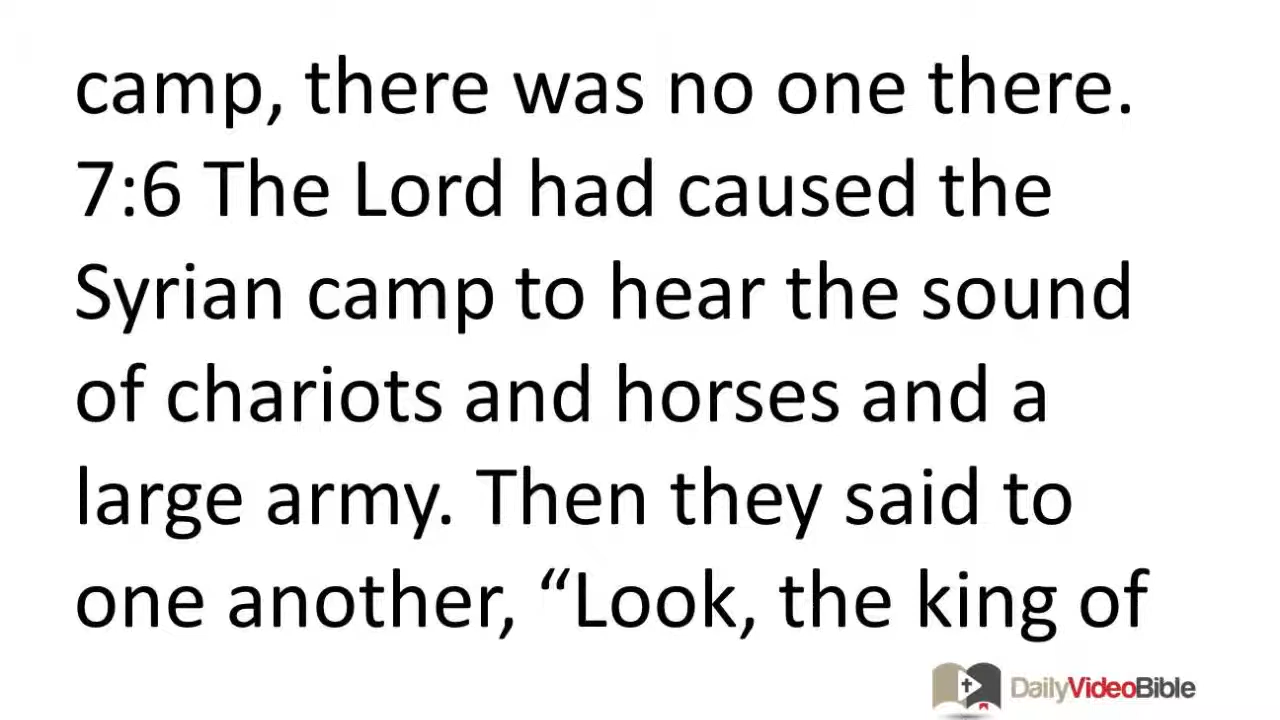 camp, there was no one there.
7:6 The Lord had caused the
Syrian camp to hear the sound
of chariots and horses and a
large army. Then they said to
one another, “Look, the king of
DailyVideoBible